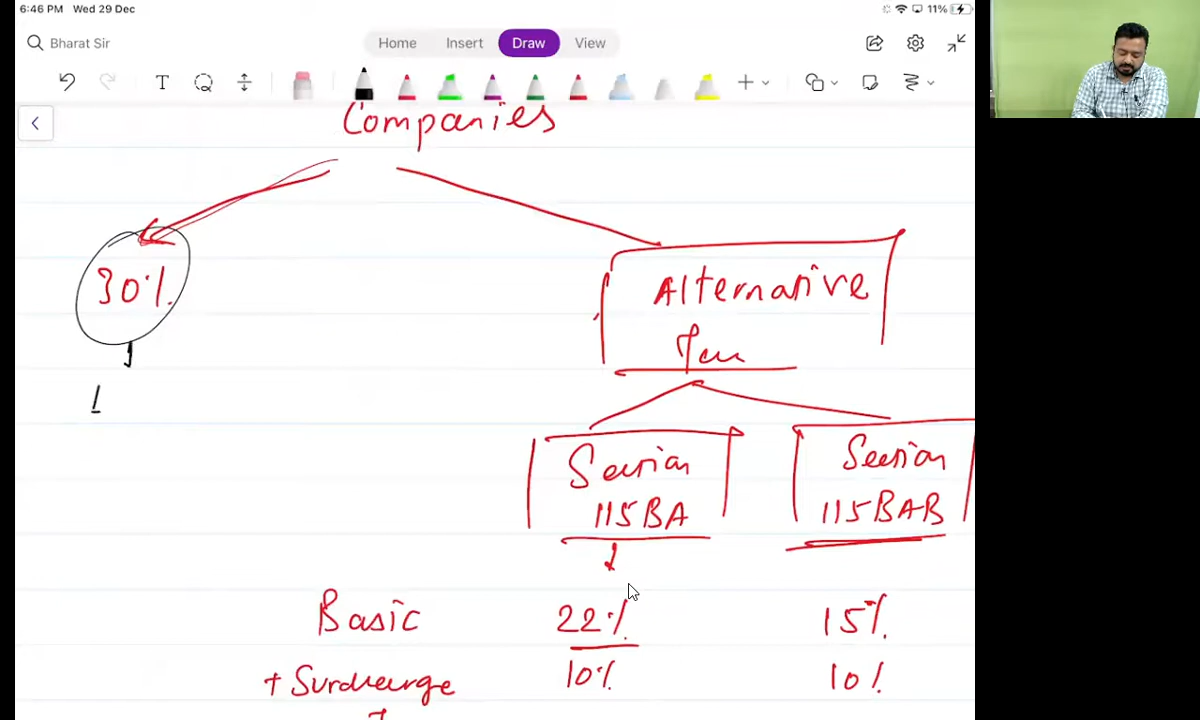 6:46 PM Wed 29 Dec
11%
Bharat Sir
Home Insert Draw View
T
Companies
30%
Alternative
Section
115BA
Section
115BAB
Basic 22% 15%
+ Surcharge 10% 10%